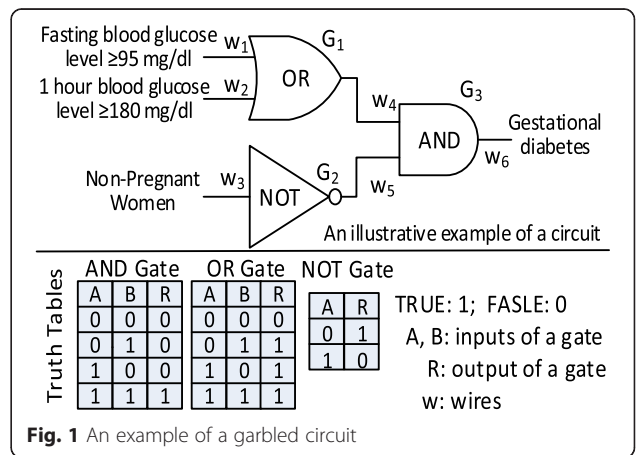 Fasting blood glucose
level ≥95 mg/dl
w1
G1
OR
1 hour blood glucose
level ≥180 mg/dl
w2
w4
G3
AND
Gestational
diabetes
w6
Non-Pregnant
Women
w3
NOT
G2
w5
An illustrative example of a circuit
Truth Tables
AND Gate
A B R
0 0 0
0 1 0
1 0 0
1 1 1
OR Gate
A B R
0 0 0
0 1 1
1 0 1
1 1 1
NOT Gate
A R
0 1
1 0
TRUE: 1; FASLE: 0
A, B: inputs of a gate
R: output of a gate
w: wires
Fig. 1 An example of a garbled circuit